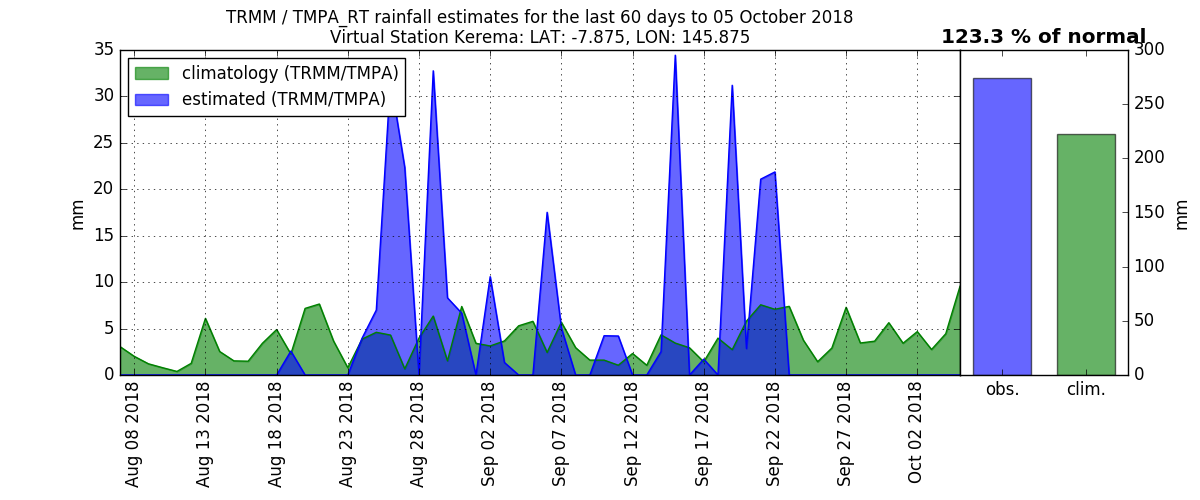 TRMM / TMPA_RT rainfall estimates for the last 60 days to 05 October 2018
Virtual Station Kerema: LAT: -7.875, LON: 145.875
123.3 % of normal
climatology (TRMM/TMPA)
estimated (TRMM/TMPA)
35
30
25
20
15
10
5
0
mm
Aug 08 2018
Aug 13 2018
Aug 18 2018
Aug 23 2018
Aug 28 2018
Sep 02 2018
Sep 07 2018
Sep 12 2018
Sep 17 2018
Sep 22 2018
Sep 27 2018
Oct 02 2018
obs.
clim.
300
250
200
150
100
50
0
mm